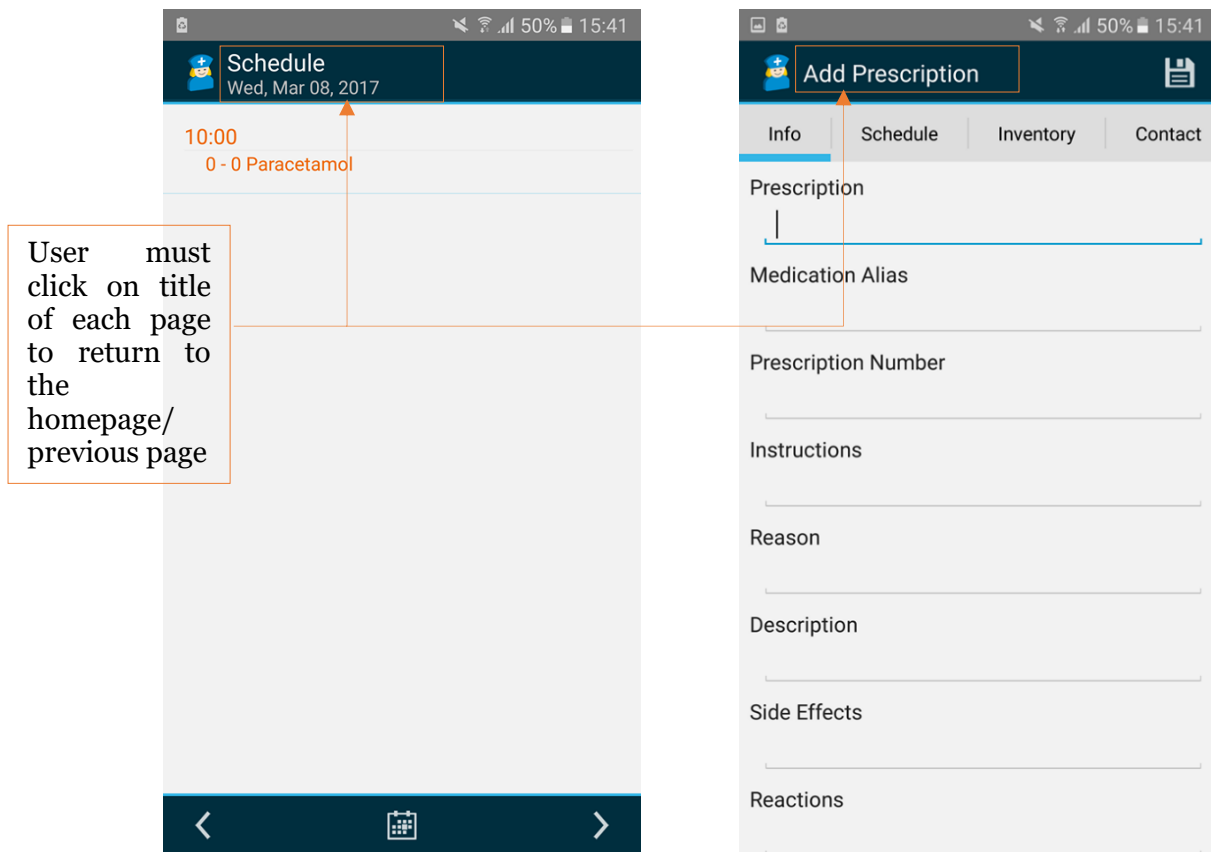 50% 15:41
Schedule
Wed, Mar 08, 2017
10:00
0 - 0 Paracetamol
User must
click on title
of each page
to return to
the
homepage/
previous page
50% 15:41
Add Prescription
Info Schedule Inventory Contact
Prescription
Medication Alias
Prescription Number
Instructions
Reason
Description
Side Effects
Reactions